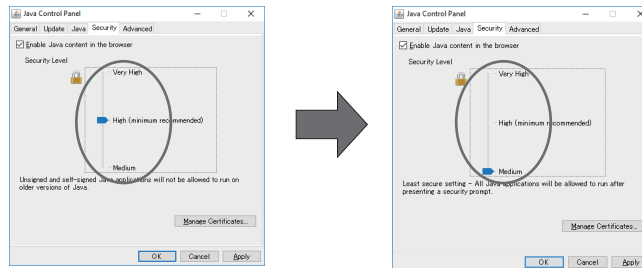 Java Control Panel
General Update Java Security Advanced
Enable Java content in the browser
Security Level
Very High
High (minimum recommended)
Medium
Unsigned and self-signed Java applications will not be allowed to run on
older versions of Java.
Manage Certificates...
OK Cancel Apply
Java Control Panel
General Update Java Security Advanced
Enable Java content in the browser
Security Level
Very High
High (minimum recommended)
Medium
Least secure setting - All Java applications will be allowed to run after
presenting a security prompt.
Manage Certificates...
OK Cancel Apply